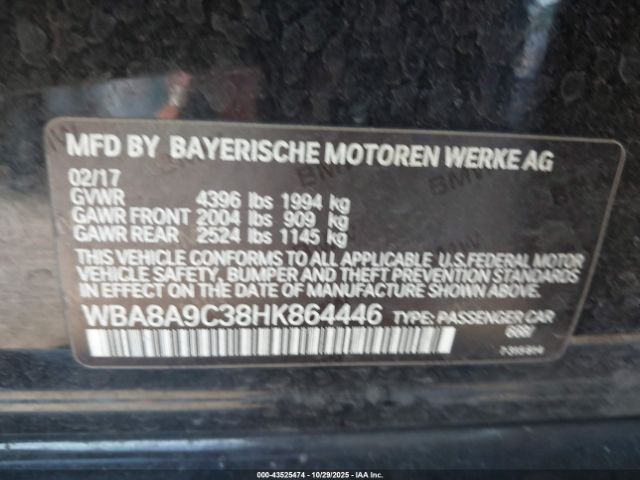 MFD BY BAYERISCHE MOTOREN WERKE AG
02/17
GVWR 4396 lbs 1994 kg
GAWR FRONT 2004 lbs 909 kg
GAWR REAR 2524 lbs 1145 kg
THIS VEHICLE CONFORMS TO ALL APPLICABLE U.S.FEDERAL MOTOR
VEHICLE SAFETY, BUMPER AND THEFT PREVENTION STANDARDS
IN EFFECT ON THE DATE OF MANUFACTURE SHOWN ABOVE.
WBA8A9C38HK864446 TYPE: PASSENGER CAR
000-43525474 | 10/29/2025 | IAA Inc.